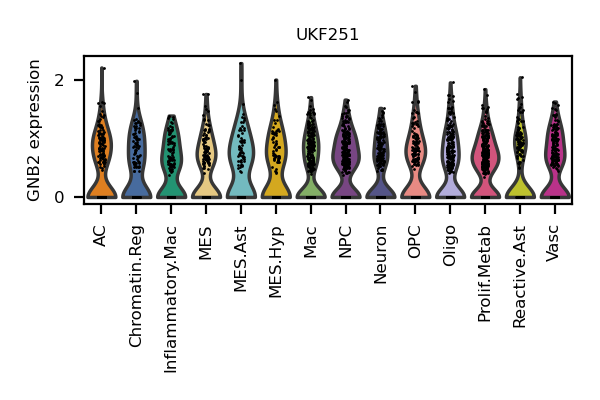 UKF251
GNB2 expression
2
0
AC
Chromatin.Reg
Inflammatory.Mac
MES
MES.Ast
MES.Hyp
Mac
NPC
Neuron
OPC
Oligo
Prolif.Metab
Reactive.Ast
Vasc